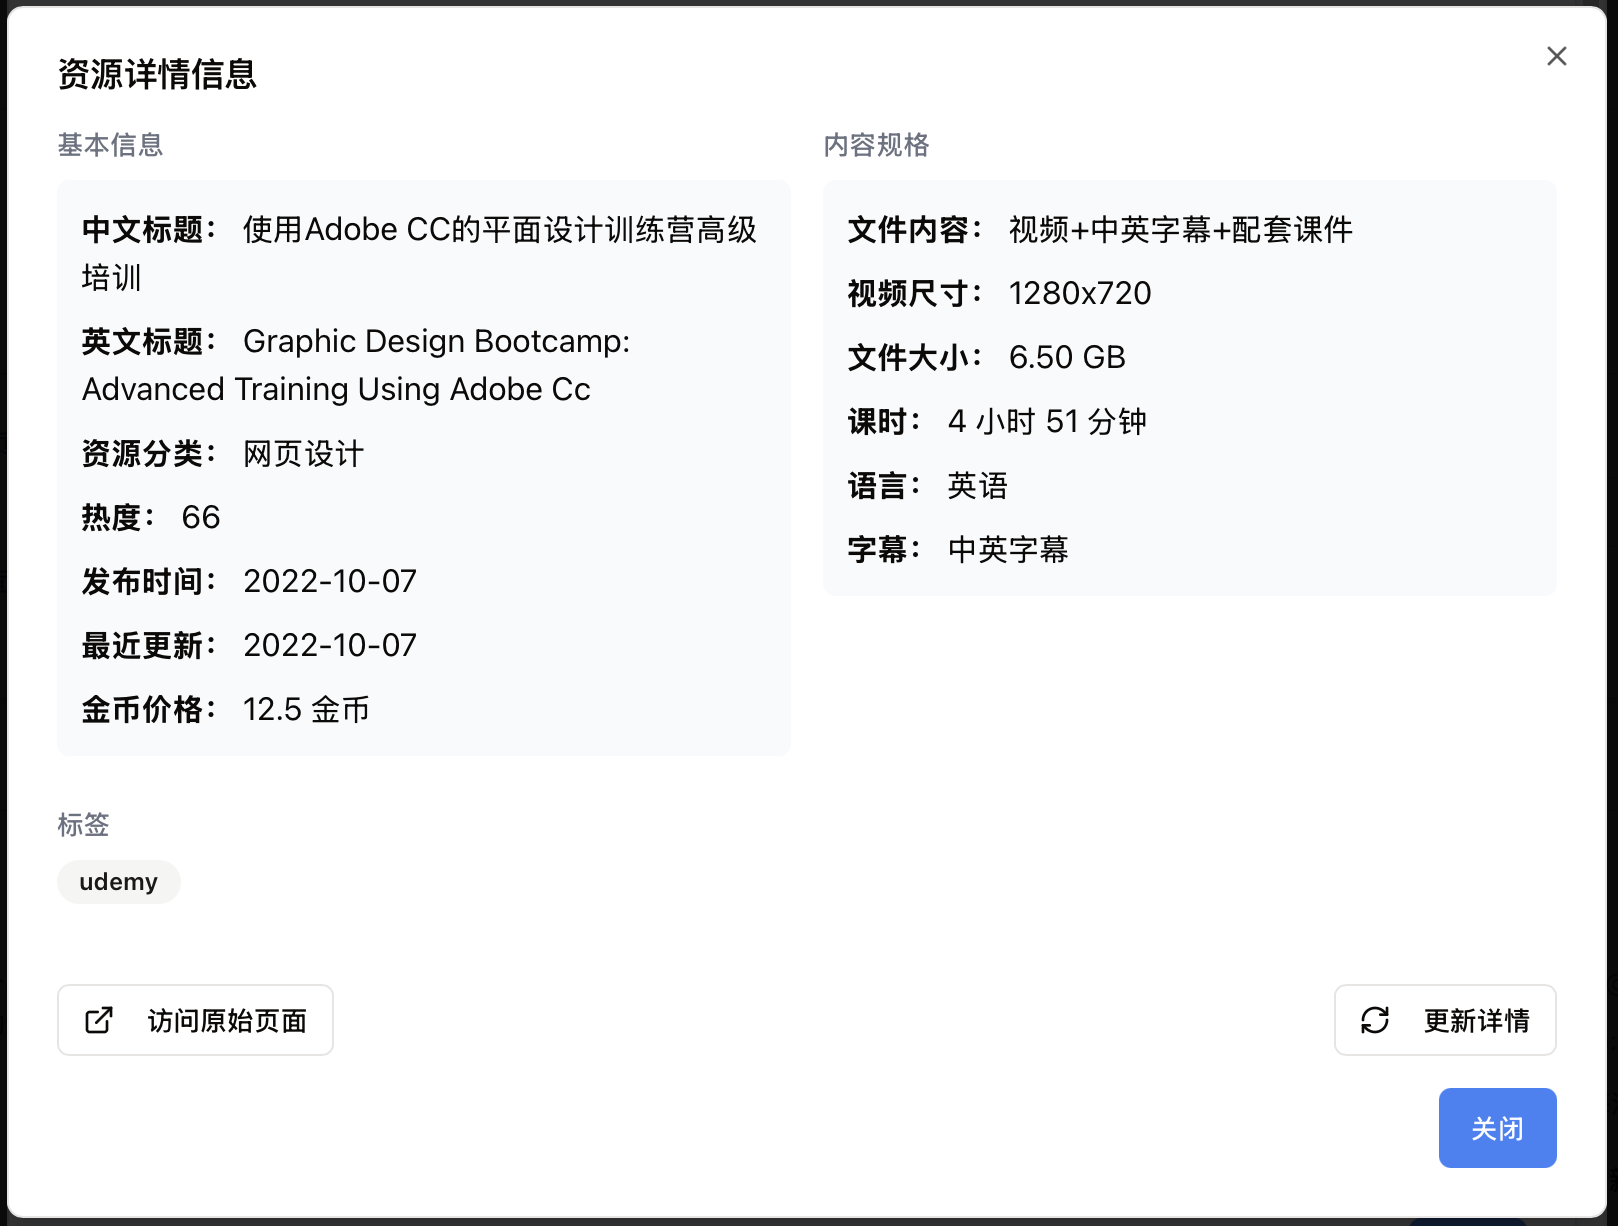 资源详情信息
基本信息
中文标题： 使用Adobe CC的平面设计训练营高级
培训
英文标题： Graphic Design Bootcamp:
Advanced Training Using Adobe Cc
资源分类： 网页设计
热度： 66
发布时间： 2022-10-07
最近更新： 2022-10-07
金币价格： 12.5 金币
内容规格
文件内容： 视频+中英字幕+配套课件
视频尺寸： 1280x720
文件大小： 6.50 GB
课时： 4 小时 51 分钟
语言： 英语
字幕： 中英字幕
标签
udemy
访问原始页面
更新详情
关闭